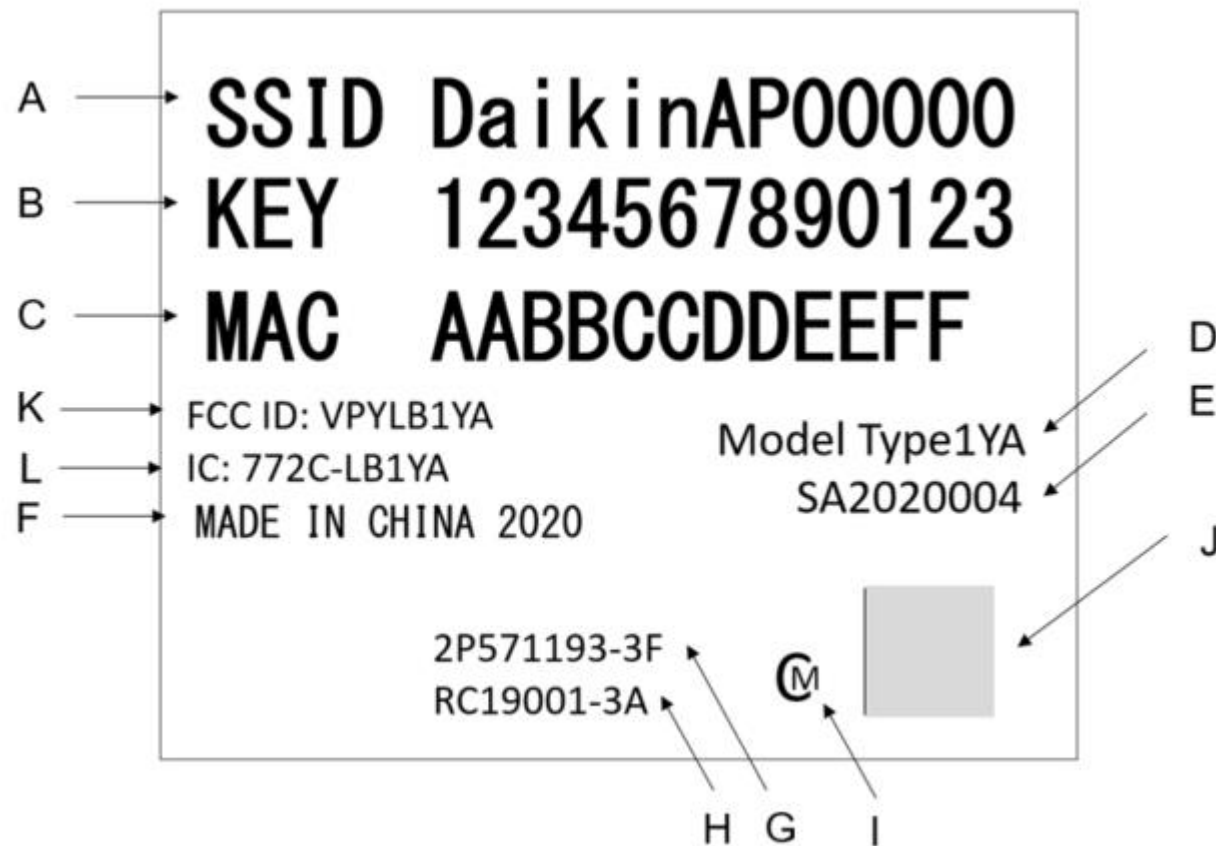 A SSID DaikinAP00000
B KEY 1234567890123
C MAC AABBCCDDEEFF
D
K FCC ID: VPYLB1YA
E
Model Type1YA
L IC: 772C-LB1YA
SA2020004
F MADE IN CHINA 2020
J
2P571193-3F
CM
RC19001-3A
H G I